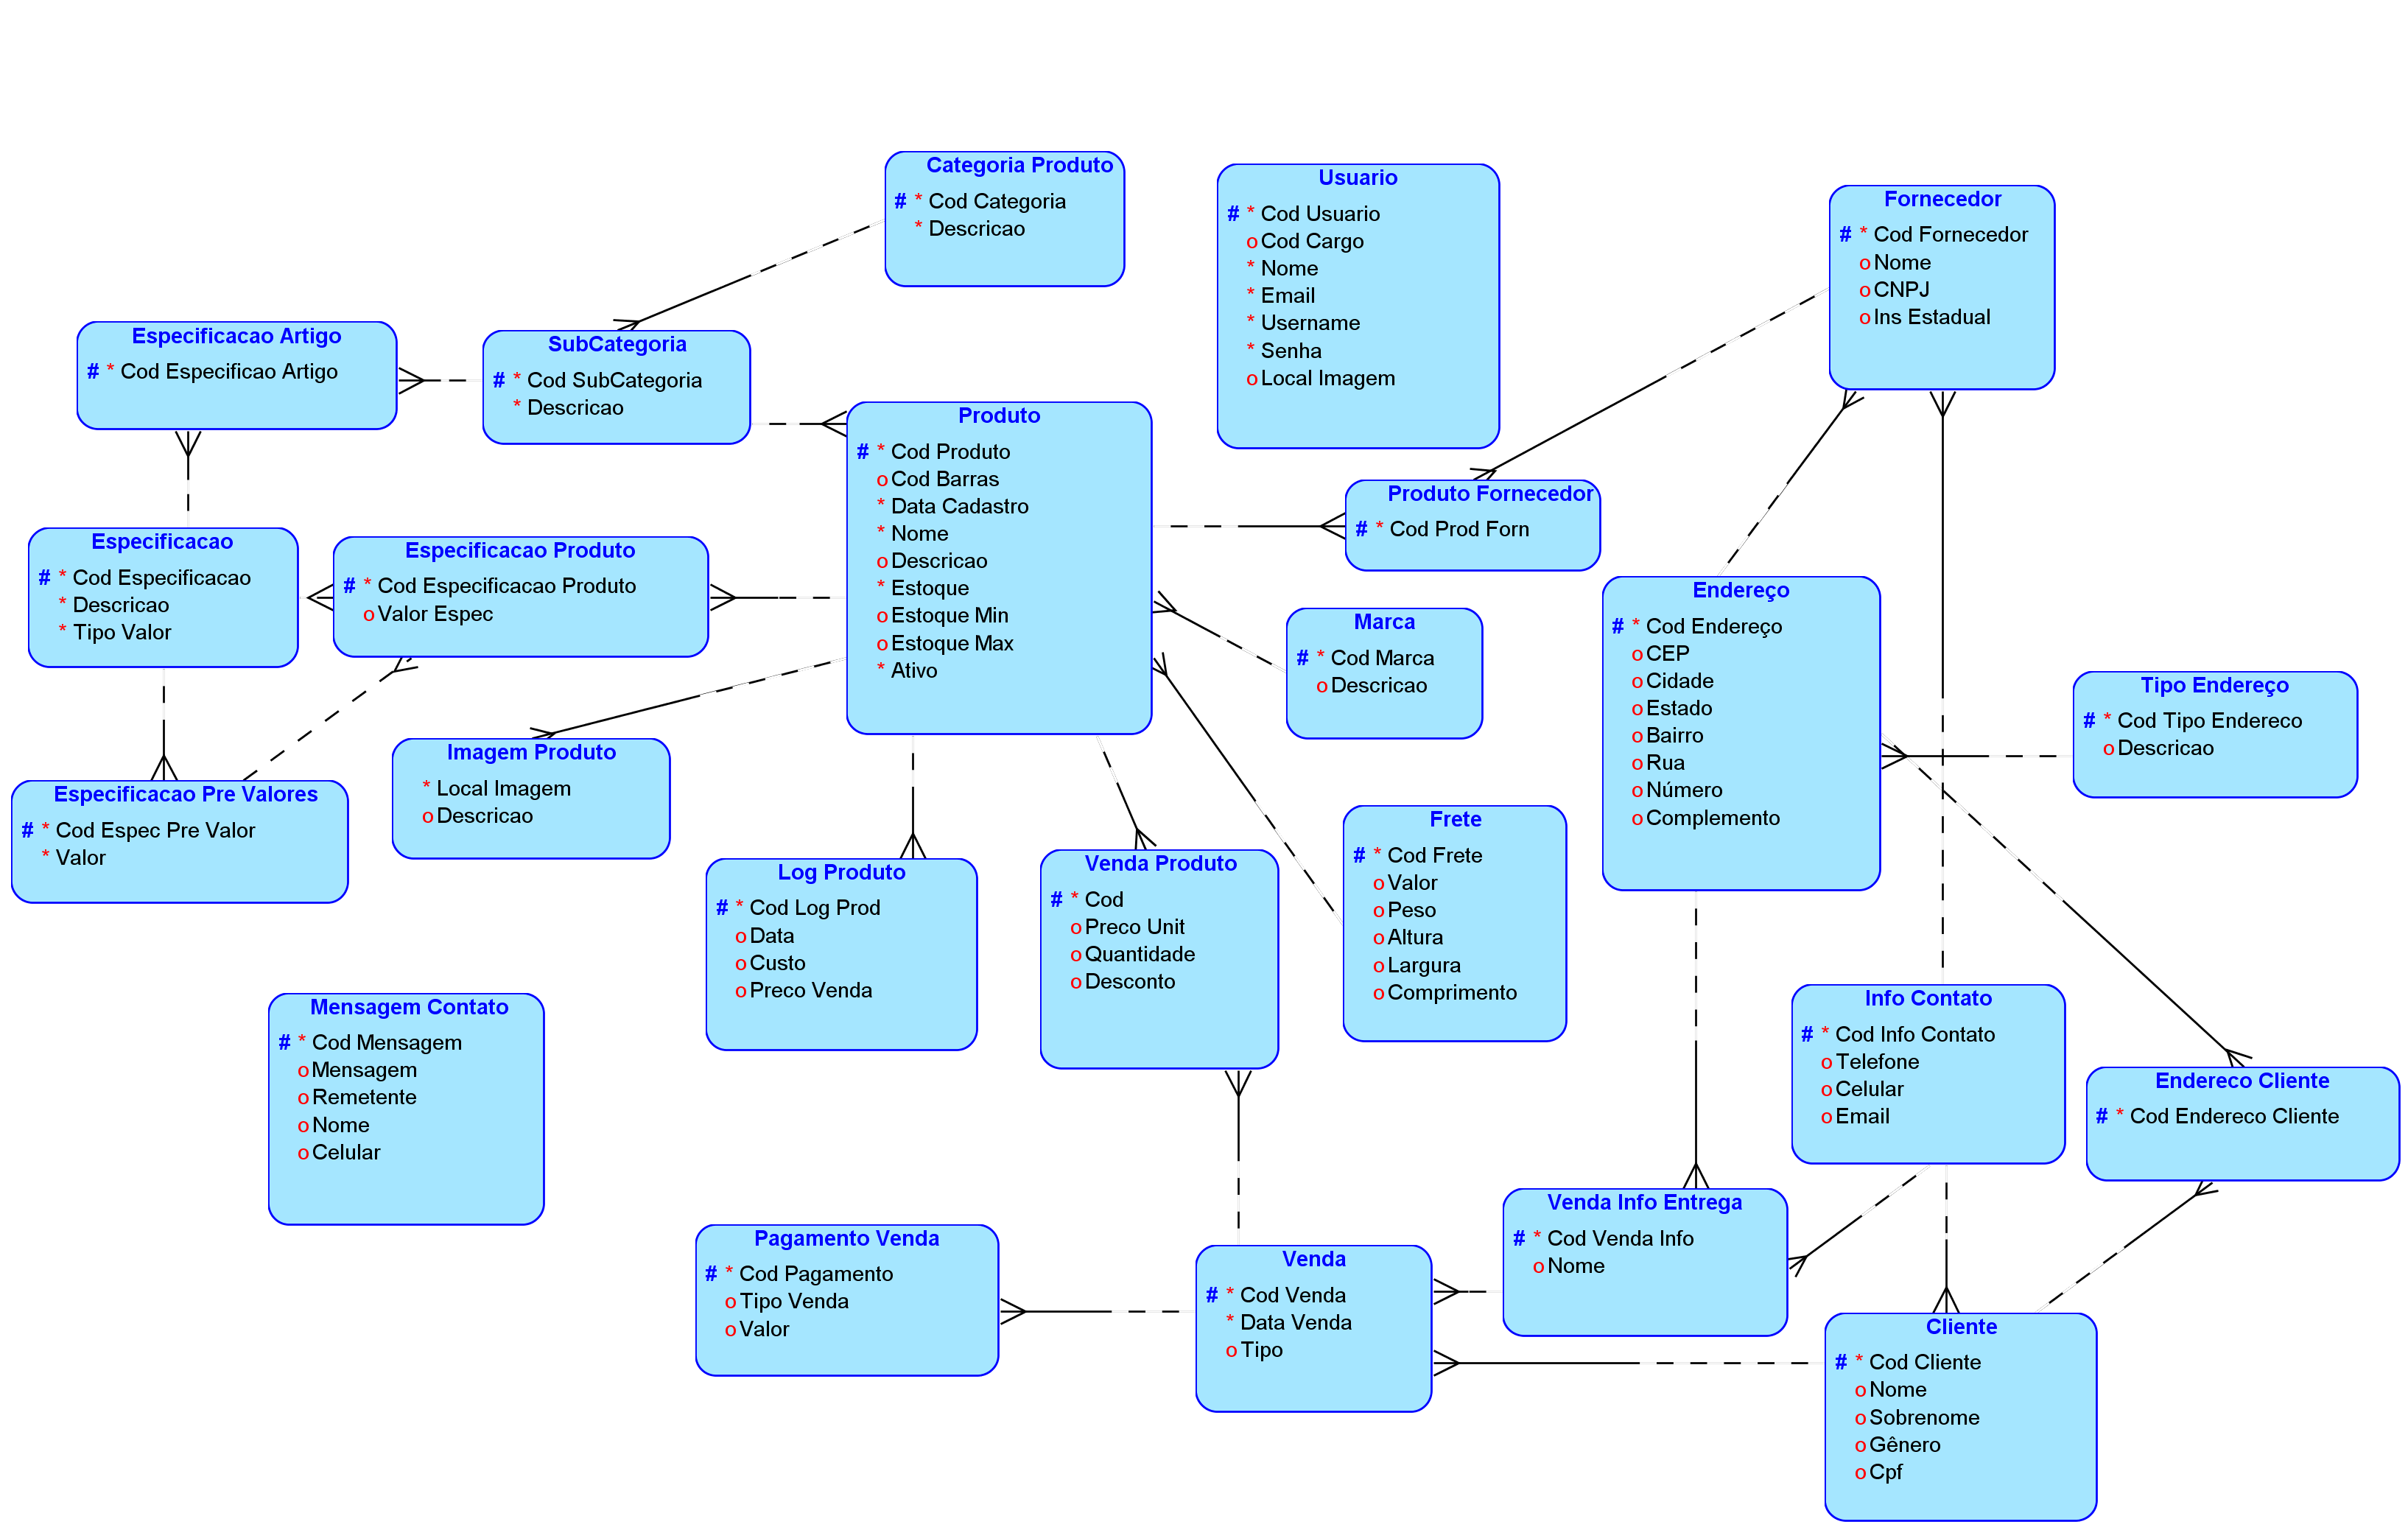 Categoria Produto
# * Cod Categoria
* Descricao
Usuario
# * Cod Usuario
o Cod Cargo
* Nome
* Email
* Username
* Senha
o Local Imagem
Fornecedor
# * Cod Fornecedor
o Nome
o CNPJ
o Ins Estadual
Especificacao Artigo
# * Cod Especificao Artigo
SubCategoria
# * Cod SubCategoria
* Descricao
Produto
# * Cod Produto
o Cod Barras
* Data Cadastro
* Nome
o Descricao
* Estoque
o Estoque Min
o Estoque Max
* Ativo
Produto Fornecedor
# * Cod Prod Forn
Especificacao
# * Cod Especificacao
* Descricao
* Tipo Valor
Especificacao Produto
# * Cod Especificacao Produto
o Valor Espec
Marca
# * Cod Marca
o Descricao
Endereço
# * Cod Endereço
o CEP
o Cidade
o Estado
o Bairro
o Rua
o Número
o Complemento
Tipo Endereço
# * Cod Tipo Endereco
o Descricao
Especificacao Pre Valores
# * Cod Espec Pre Valor
* Valor
Imagem Produto
* Local Imagem
o Descricao
Log Produto
# * Cod Log Prod
o Data
o Custo
o Preco Venda
Venda Produto
# * Cod
o Preco Unit
o Quantidade
o Desconto
Frete
# * Cod Frete
o Valor
o Peso
o Altura
o Largura
o Comprimento
Mensagem Contato
# * Cod Mensagem
o Mensagem
o Remetente
o Nome
o Celular
Info Contato
# * Cod Info Contato
o Telefone
o Celular
o Email
Endereco Cliente
# * Cod Endereco Cliente
Pagamento Venda
# * Cod Pagamento
o Tipo Venda
o Valor
Venda
# * Cod Venda
* Data Venda
o Tipo
Venda Info Entrega
# * Cod Venda Info
o Nome
Cliente
# * Cod Cliente
o Nome
o Sobrenome
o Gênero
o Cpf